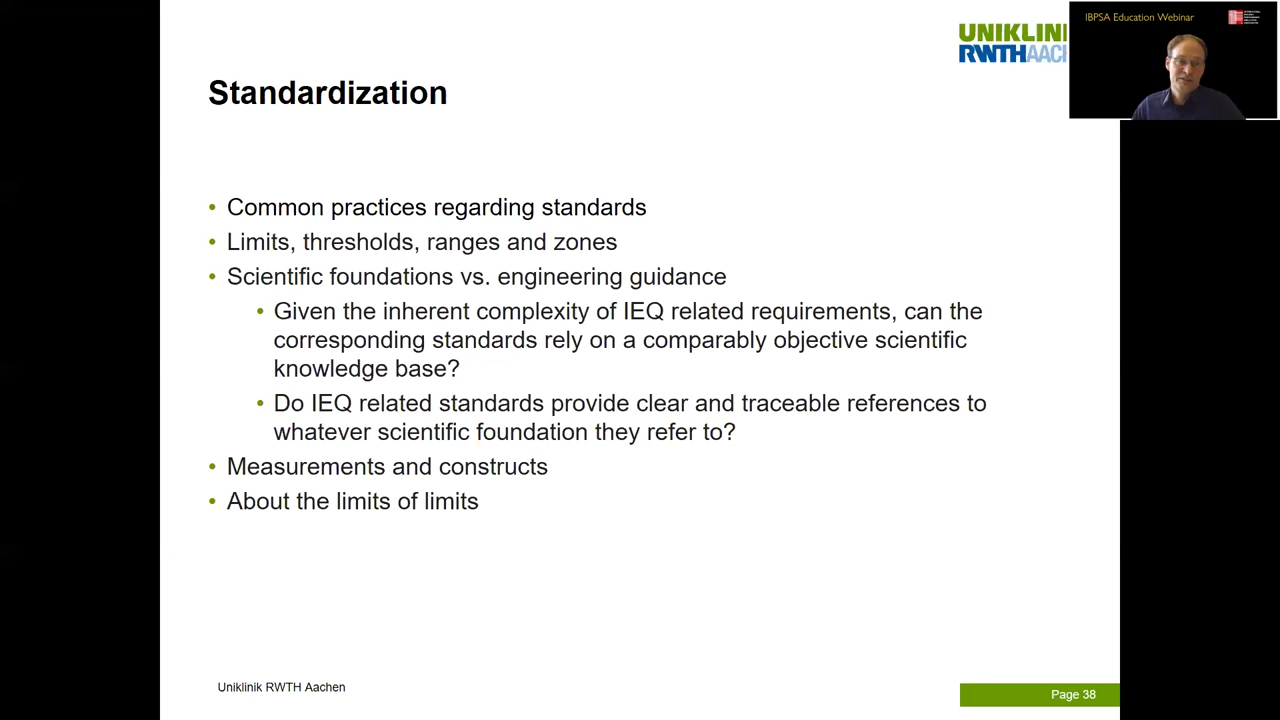 IBPSA Education Webinar
UNIKLINI
RWTHAAC
Standardization
• Common practices regarding standards
• Limits, thresholds, ranges and zones
• Scientific foundations vs. engineering guidance
• Given the inherent complexity of IEQ related requirements, can the
corresponding standards rely on a comparably objective scientific
knowledge base?
• Do IEQ related standards provide clear and traceable references to
whatever scientific foundation they refer to?
• Measurements and constructs
• About the limits of limits
Uniklinik RWTH Aachen
Page 38